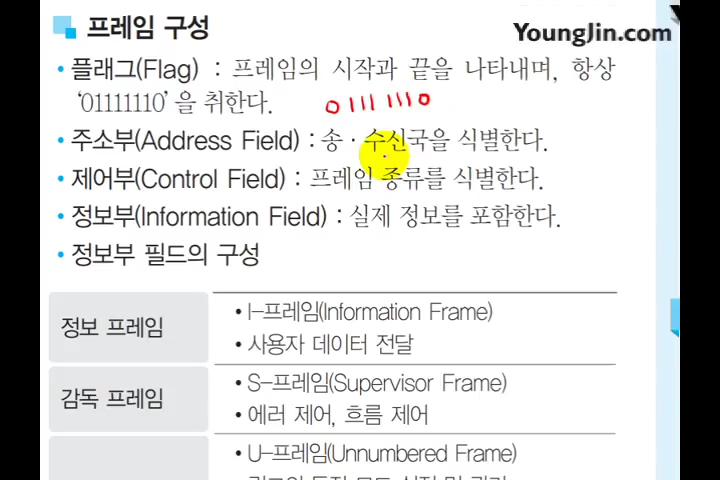 프레임 구성
YoungJin.com
• 플래그(Flag) : 프레임의 시작과 끝을 나타내며, 항상
‘01111110’을 취한다.
01111110
• 주소부(Address Field) : 송 · 수신국을 식별한다.
• 제어부(Control Field) : 프레임 종류를 식별한다.
• 정보부(Information Field) : 실제 정보를 포함한다.
• 정보부 필드의 구성
정보 프레임
• I-프레임(Information Frame)
• 사용자 데이터 전달
감독 프레임
• S-프레임(Supervisor Frame)
• 에러 제어, 흐름 제어
• U-프레임(Unnumbered Frame)